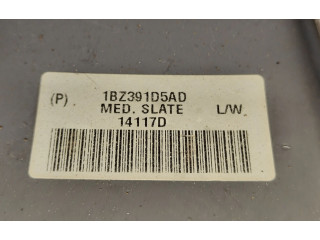 (P) 1BZ391D5AD
MED. SLATE L/W
14117D